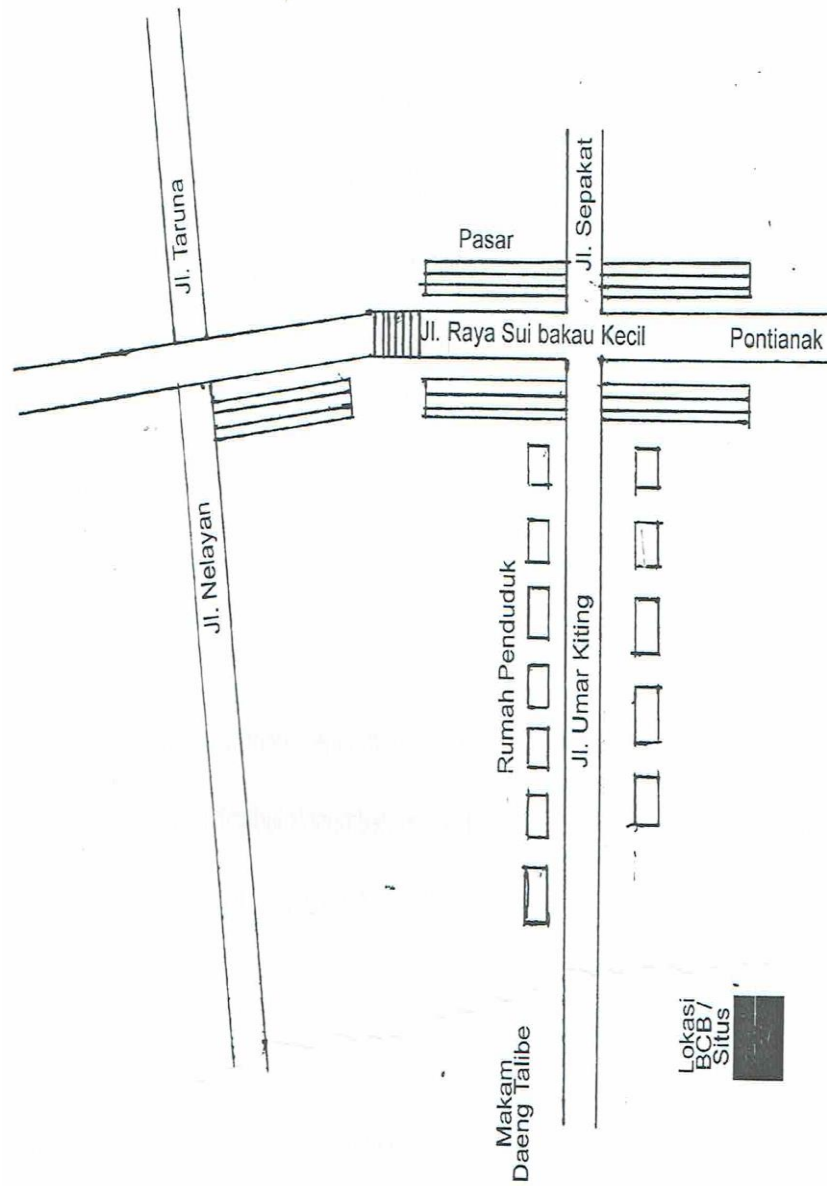 Jl. Taruna
Jl. Sepakat
Pasar
Jl. Raya Sui bakau Kecil
Pontianak
Jl. Nelayan
Rumah Penduduk
Jl. Umar Kiting
Makam
Daeng Talibe
Lokasi
BCB /
Situs